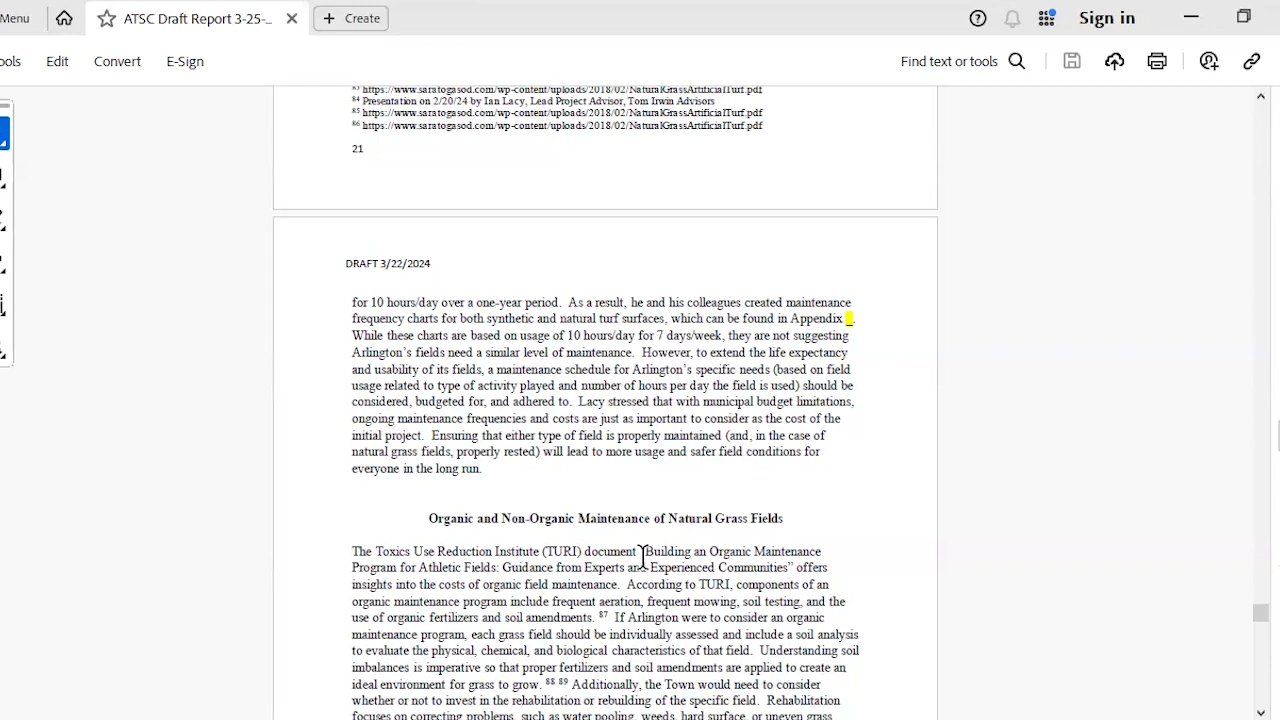 Menu
ATSC Draft Report 3-25-...
Create
Sign in
ools
Edit
Convert
E-Sign
Find text or tools
83 https://www.saratogasod.com/wp-content/uploads/2018/02/NaturalGrassArtificialTurf.pdf
84 Presentation on 2/20/24 by Ian Lacy, Lead Project Advisor, Tom Irwin Advisors
85 https://www.saratogasod.com/wp-content/uploads/2018/02/NaturalGrassArtificialTurf.pdf
86 https://www.saratogasod.com/wp-content/uploads/2018/02/NaturalGrassArtificialTurf.pdf
21
DRAFT 3/22/2024
for 10 hours/day over a one-year period. As a result, he and his colleagues created maintenance
frequency charts for both synthetic and natural turf surfaces, which can be found in Appendix _.
While these charts are based on usage of 10 hours/day for 7 days/week, they are not suggesting
Arlington's fields need a similar level of maintenance. However, to extend the life expectancy
and usability of its fields, a maintenance schedule for Arlington's specific needs (based on field
usage related to type of activity played and number of hours per day the field is used) should be
considered, budgeted for, and adhered to. Lacy stressed that with municipal budget limitations,
ongoing maintenance frequencies and costs are just as important to consider as the cost of the
initial project. Ensuring that either type of field is properly maintained (and, in the case of
natural grass fields, properly rested) will lead to more usage and safer field conditions for
everyone in the long run.
Organic and Non-Organic Maintenance of Natural Grass Fields
The Toxics Use Reduction Institute (TURI) document "Building an Organic Maintenance
Program for Athletic Fields: Guidance from Experts and Experienced Communities" offers
insights into the costs of organic field maintenance. According to TURI, components of an
organic maintenance program include frequent aeration, frequent mowing, soil testing, and the
use of organic fertilizers and soil amendments. 87 If Arlington were to consider an organic
maintenance program, each grass field should be individually assessed and include a soil analysis
to evaluate the physical, chemical, and biological characteristics of that field. Understanding soil
imbalances is imperative so that proper fertilizers and soil amendments are applied to create an
ideal environment for grass to grow. 88 89 Additionally, the Town would need to consider
whether or not to invest in the rehabilitation or rebuilding of the specific field. Rehabilitation
focuses on correcting problems, such as water pooling, weeds, hard surface, or uneven grass